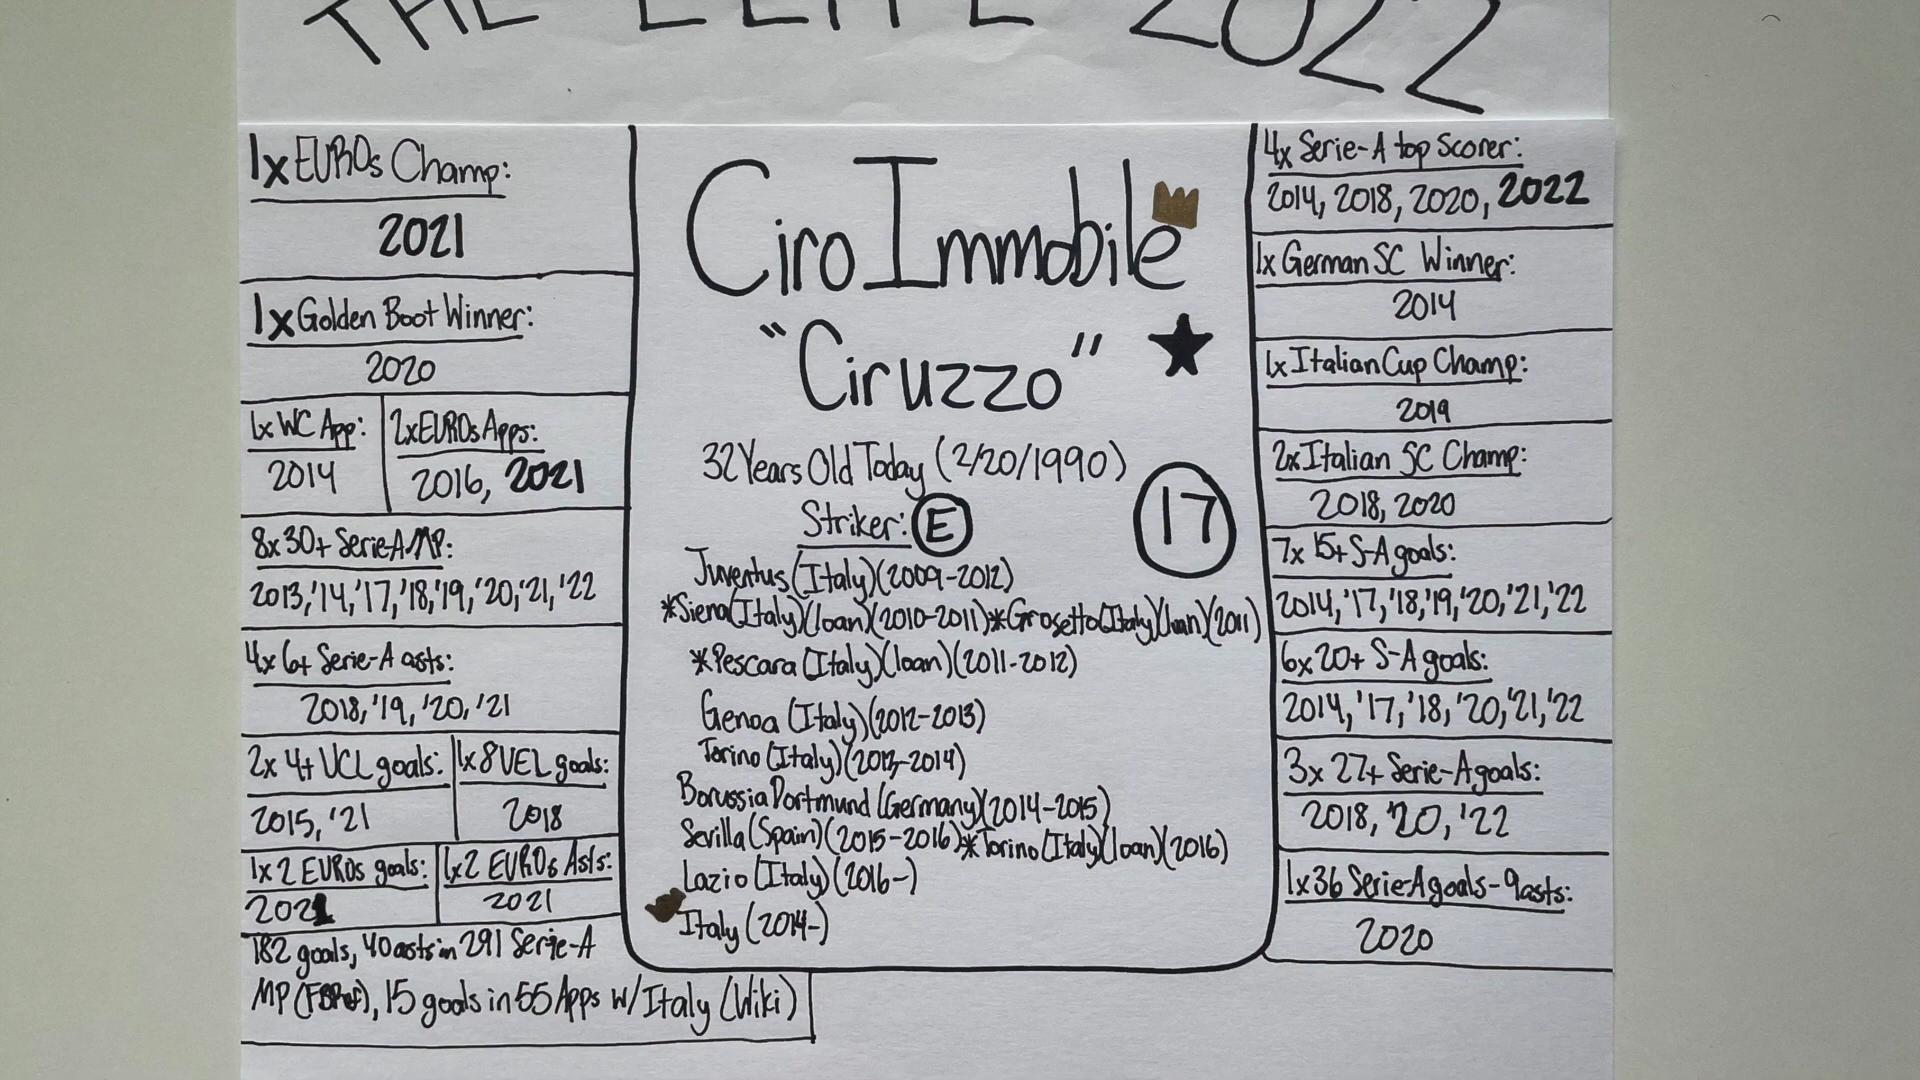 THE ELITE 2022
1x EUROs Champ:
2021
1x Golden Boot Winner:
2020
1x WC App:
2014
2x EUROs Apps:
2016, 2021
8x 30+ Serie-A MP:
2013,'14,'17,'18,'19,'20,'21,'22
4x 6+ Serie-A asts:
2018,'19,'20,'21
2x 4+ UCL goals:
2015, '21
1x 8 VEL goals:
2018
1x 2 EUROs goals:
2021
1x 2 EUROs Asts:
2021
182 goals, 40 asts in 291 Serie-A
MP (FBRef), 15 goals in 55 Apps w/ Italy (Wiki)
Ciro Immobile
"Ciruzzo"
32 Years Old Today (2/20/1990)
17
Striker: E
Juventus (Italy)(2009-2012)
*Siena (Italy)(loan)(2010-2011)*Grosetto (Italy)(loan)(2011)
*Pescara (Italy)(loan)(2011-2012)
Genoa (Italy)(2012-2013)
Torino (Italy)(2013-2014)
Borussia Dortmund (Germany)(2014-2015)
Sevilla (Spain)(2015-2016)*Torino (Italy)(loan)(2016)
Lazio (Italy)(2016-)
Italy (2014-)
4x Serie-A top Scorer:
2014, 2018, 2020, 2022
1x German SC Winner:
2014
1x Italian Cup Champ:
2019
2x Italian SC Champ:
2018, 2020
7x 15+ S-A goals:
2014,'17,'18,'19,'20,'21,'22
6x 20+ S-A goals:
2014,'17,'18,'20,'21,'22
3x 27+ Serie-A goals:
2018, '20, '22
1x 36 Serie A goals-9 asts:
2020